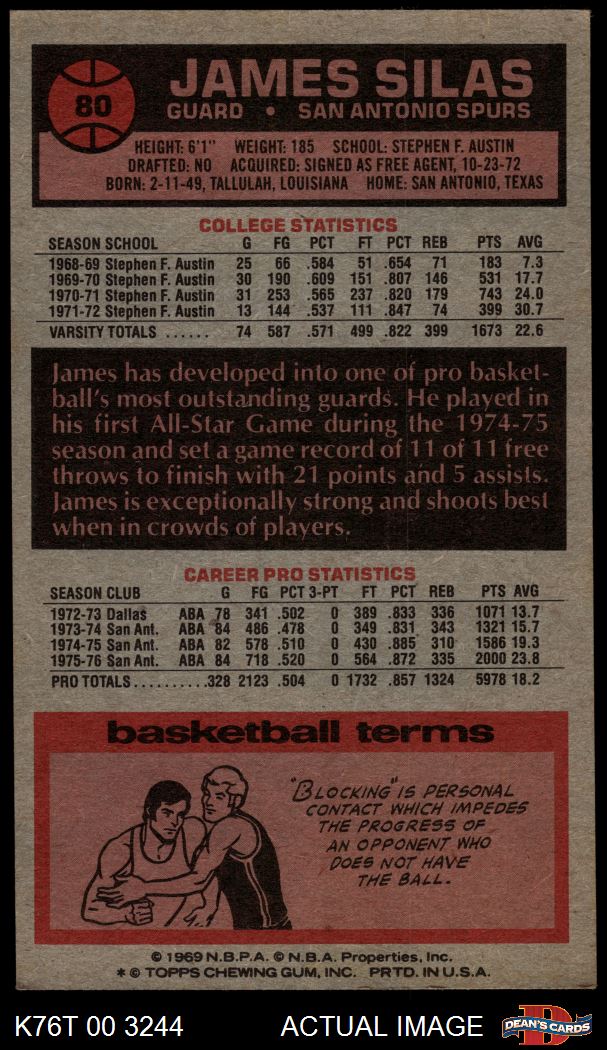 80
JAMES SILAS
GUARD • SAN ANTONIO SPURS
HEIGHT: 6'1" WEIGHT: 185 SCHOOL: STEPHEN F. AUSTIN
DRAFTED: NO ACQUIRED: SIGNED AS FREE AGENT, 10-23-72
BORN: 2-11-49, TALLULAH, LOUISIANA HOME: SAN ANTONIO, TEXAS
COLLEGE STATISTICS
SEASON SCHOOL G FG PCT FT PCT REB PTS AVG
1968-69 Stephen F. Austin 25 66 .584 51 .654 71 183 7.3
1969-70 Stephen F. Austin 30 190 .609 151 .807 146 531 17.7
1970-71 Stephen F. Austin 31 253 .565 237 .820 179 743 24.0
1971-72 Stephen F. Austin 13 144 .537 111 .847 74 399 30.7
VARSITY TOTALS ...... 74 587 .571 499 .822 399 1673 22.6
James has developed into one of pro basket-
ball's most outstanding guards. He played in
his first All-Star Game during the 1974-75
season and set a game record of 11 of 11 free
throws to finish with 21 points and 5 assists.
James is exceptionally strong and shoots best
when in crowds of players.
CAREER PRO STATISTICS
SEASON CLUB G FG PCT 3-PT FT PCT REB PTS AVG
1972-73 Dallas ABA 78 341 .502 0 389 .833 336 1071 13.7
1973-74 San Ant. ABA 84 486 .478 0 349 .831 343 1321 15.7
1974-75 San Ant. ABA 82 578 .510 0 430 .885 310 1586 19.3
1975-76 San Ant. ABA 84 718 .520 0 564 .872 335 2000 23.8
PRO TOTALS..........328 2123 .504 0 1732 .857 1324 5978 18.2
basketball terms
"BLOCKING" IS PERSONAL
CONTACT WHICH IMPEDES
THE PROGRESS OF
AN OPPONENT WHO
DOES NOT HAVE
THE BALL.
© 1969 N.B.P.A. © N.B.A. Properties, Inc.
* © TOPPS CHEWING GUM, INC. PRTD. IN U.S.A.
K76T 00 3244 ACTUAL IMAGE D DEAN'S CARDS